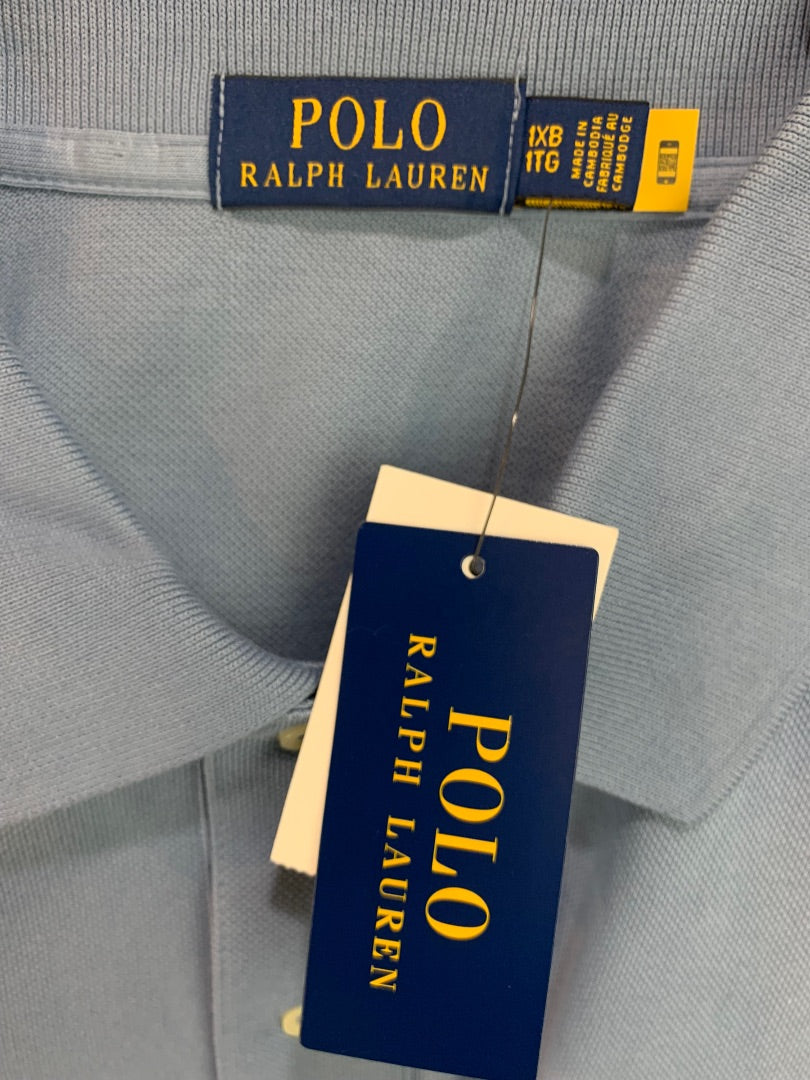 POLO
RALPH LAUREN
1XB
1TG
MADE IN
CAMBODIA
FABRIQUÉ AU
CAMBODGE
POLO
RALPH LAUREN